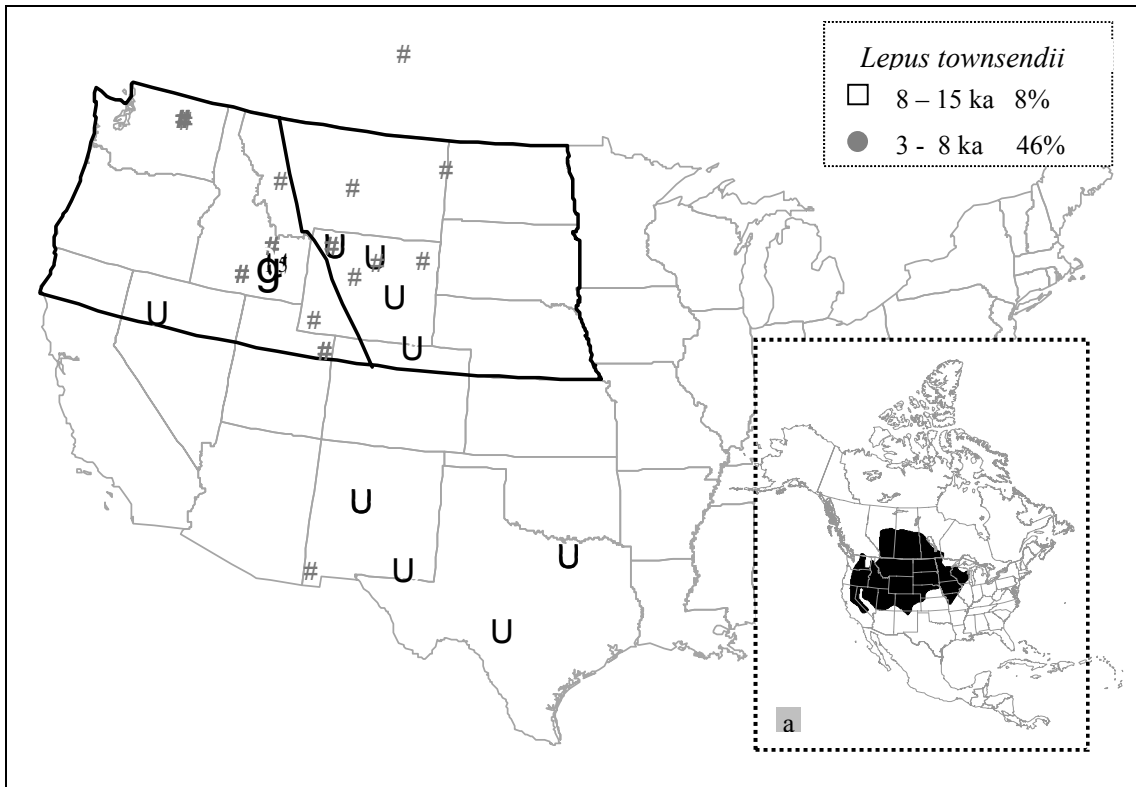 #
Lepus townsendii
8 – 15 ka 8%
3 - 8 ka 46%
#
#
#
#
# # U
U # #
g # #
U
U #
# U
U
# U U
U
a